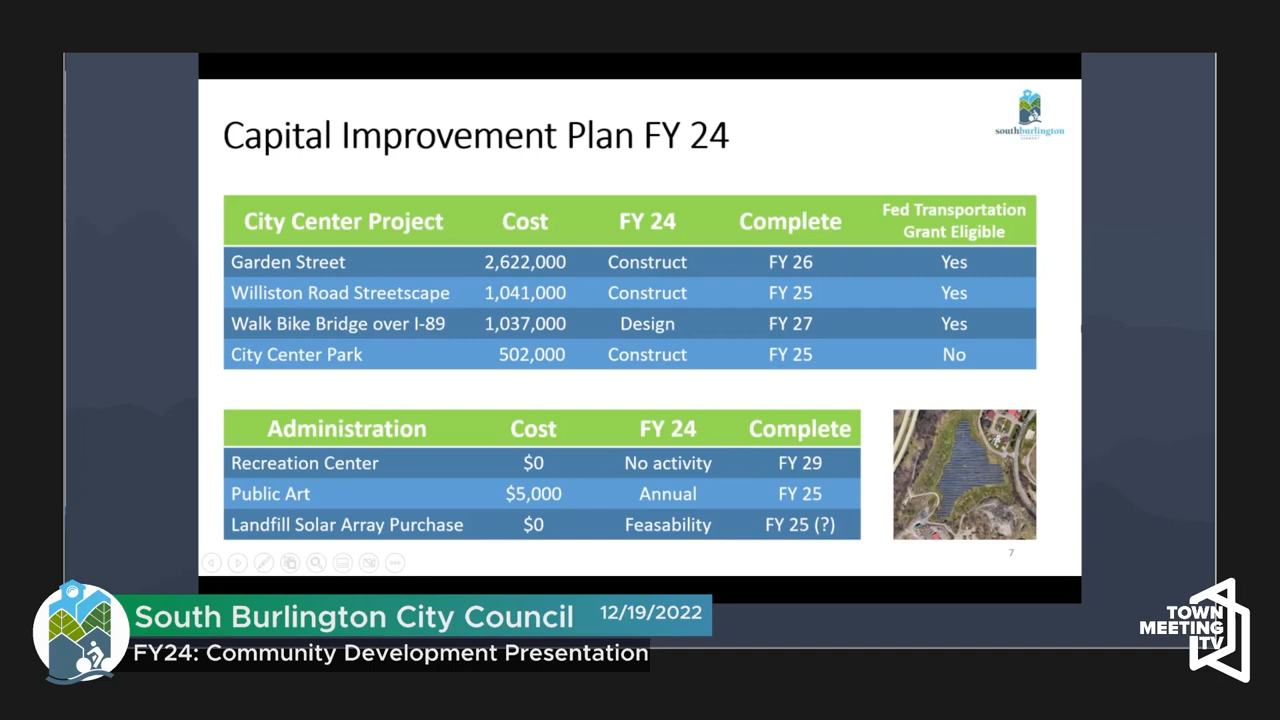 Capital Improvement Plan FY 24
southburlington
City Center Project Cost FY 24 Complete Fed Transportation Grant Eligible
Garden Street 2,622,000 Construct FY 26 Yes
Williston Road Streetscape 1,041,000 Construct FY 25 Yes
Walk Bike Bridge over I-89 1,037,000 Design FY 27 Yes
City Center Park 502,000 Construct FY 25 No
Administration Cost FY 24 Complete
Recreation Center $0 No activity FY 29
Public Art $5,000 Annual FY 25
Landfill Solar Array Purchase $0 Feasability FY 25 (?)
7
South Burlington City Council 12/19/2022
FY24: Community Development Presentation
TOWN
MEETING
TV